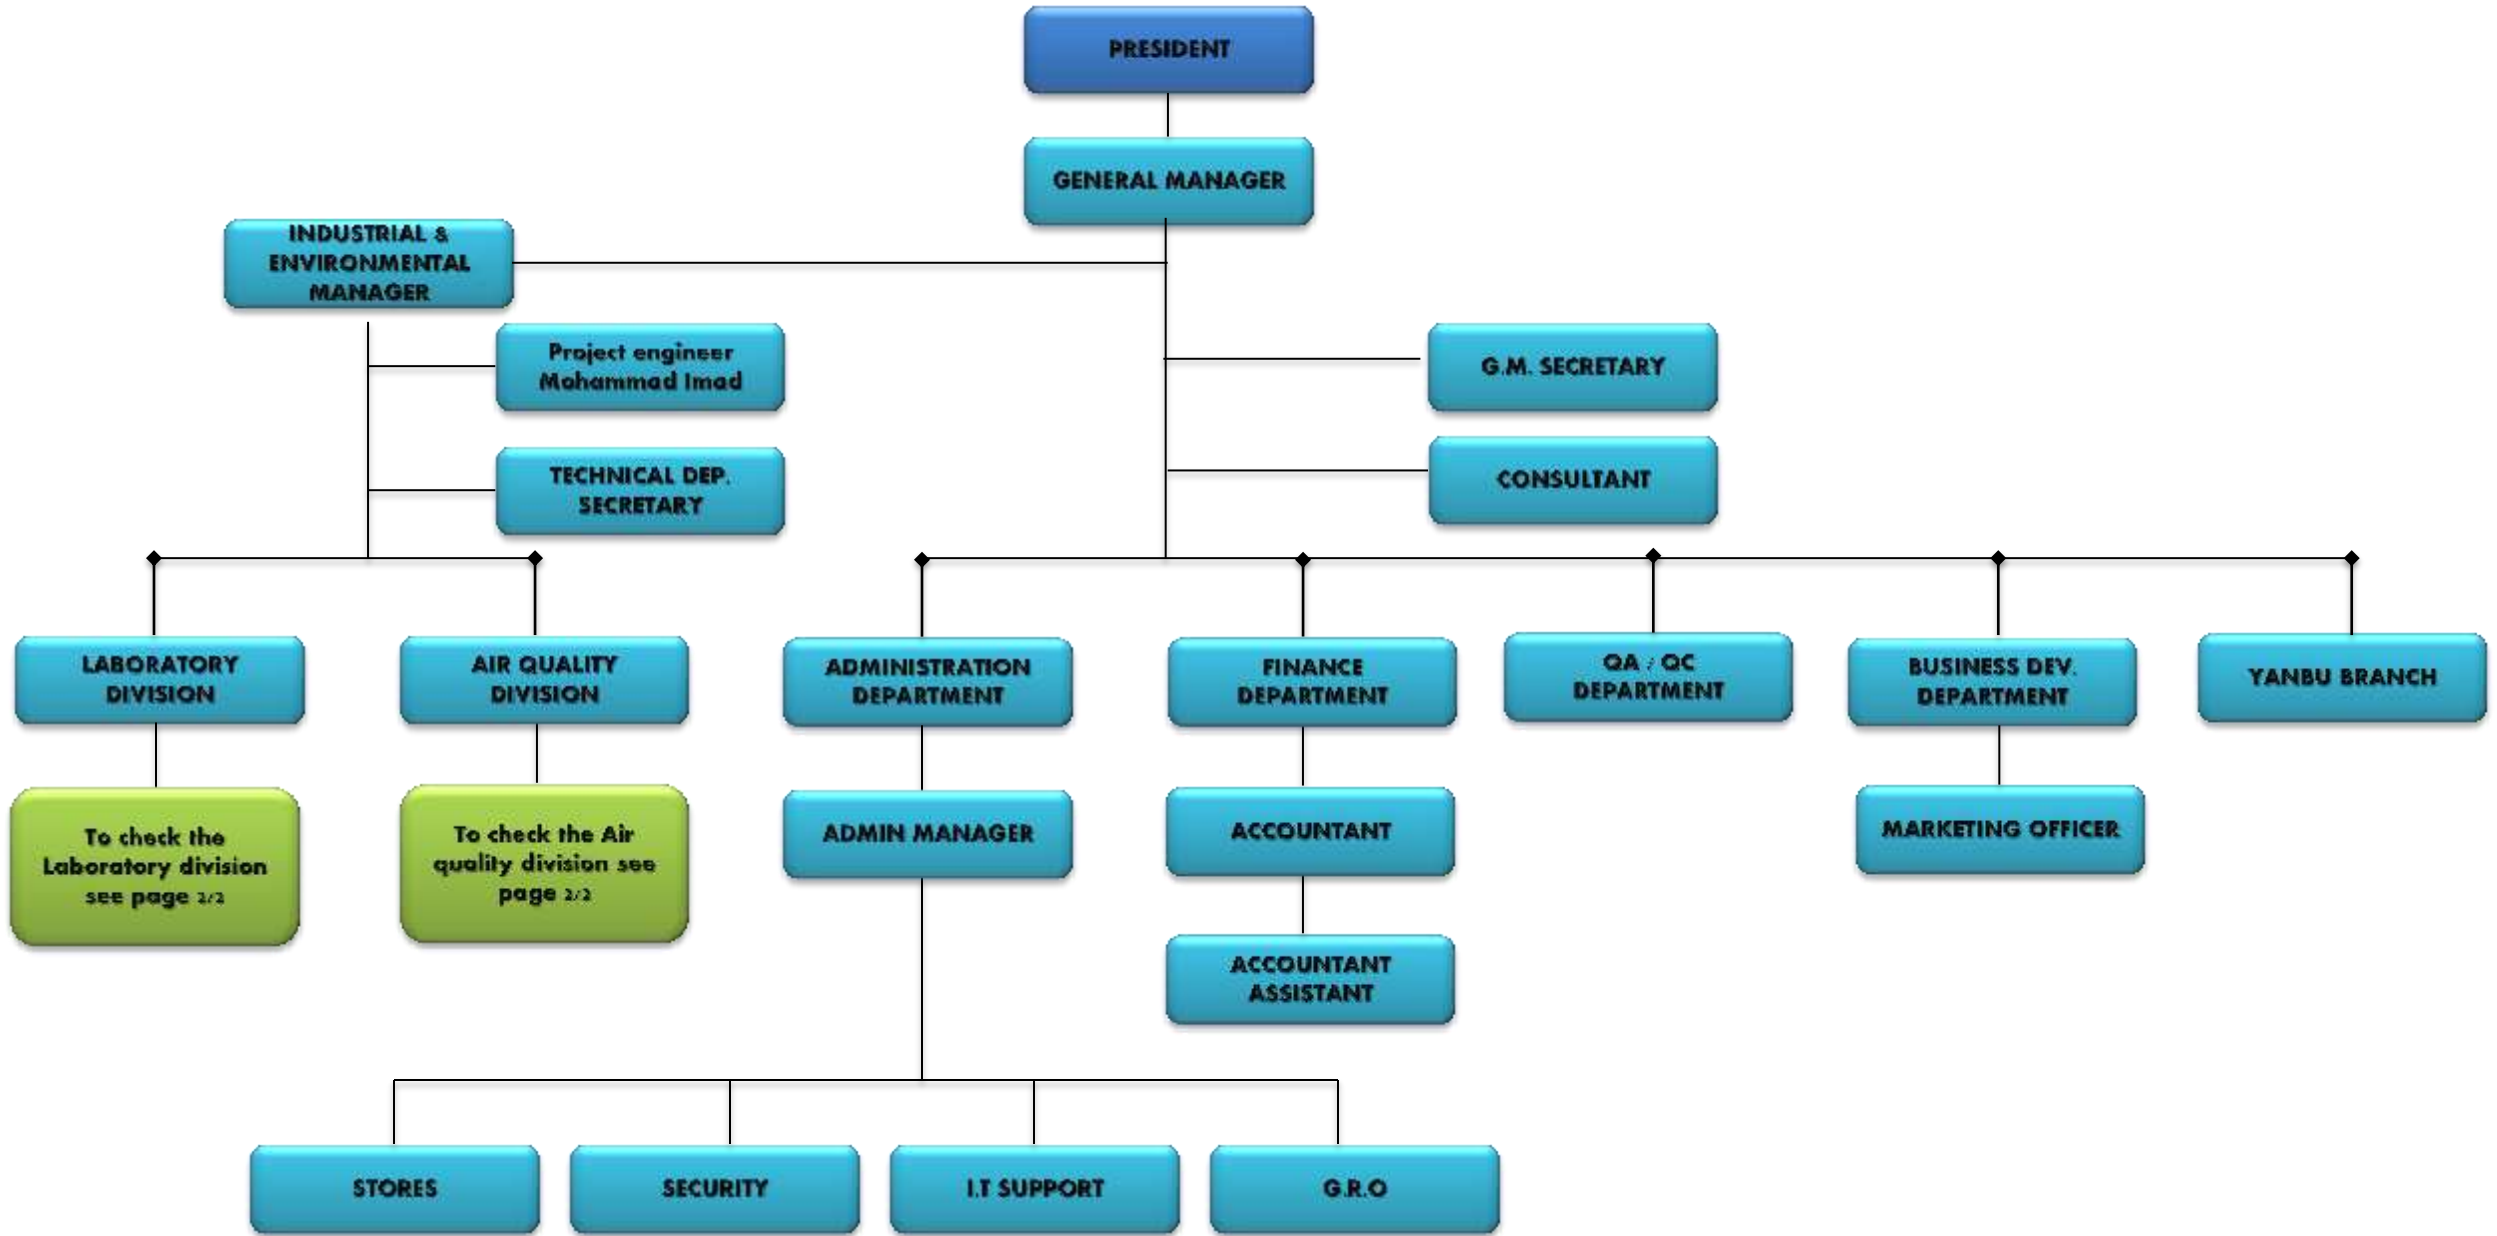 PRESIDENT
GENERAL MANAGER
INDUSTRIAL &
ENVIRONMENTAL
MANAGER
Project engineer
Mohammad Imad
G.M. SECRETARY
TECHNICAL DEP.
SECRETARY
CONSULTANT
LABORATORY
DIVISION
AIR QUALITY
DIVISION
ADMINISTRATION
DEPARTMENT
FINANCE
DEPARTMENT
QA / QC
DEPARTMENT
BUSINESS DEV.
DEPARTMENT
YANBU BRANCH
To check the
Laboratory division
see page 2/2
To check the Air
quality division see
page 2/2
ADMIN MANAGER
ACCOUNTANT
MARKETING OFFICER
ACCOUNTANT
ASSISTANT
STORES
SECURITY
I.T SUPPORT
G.R.O